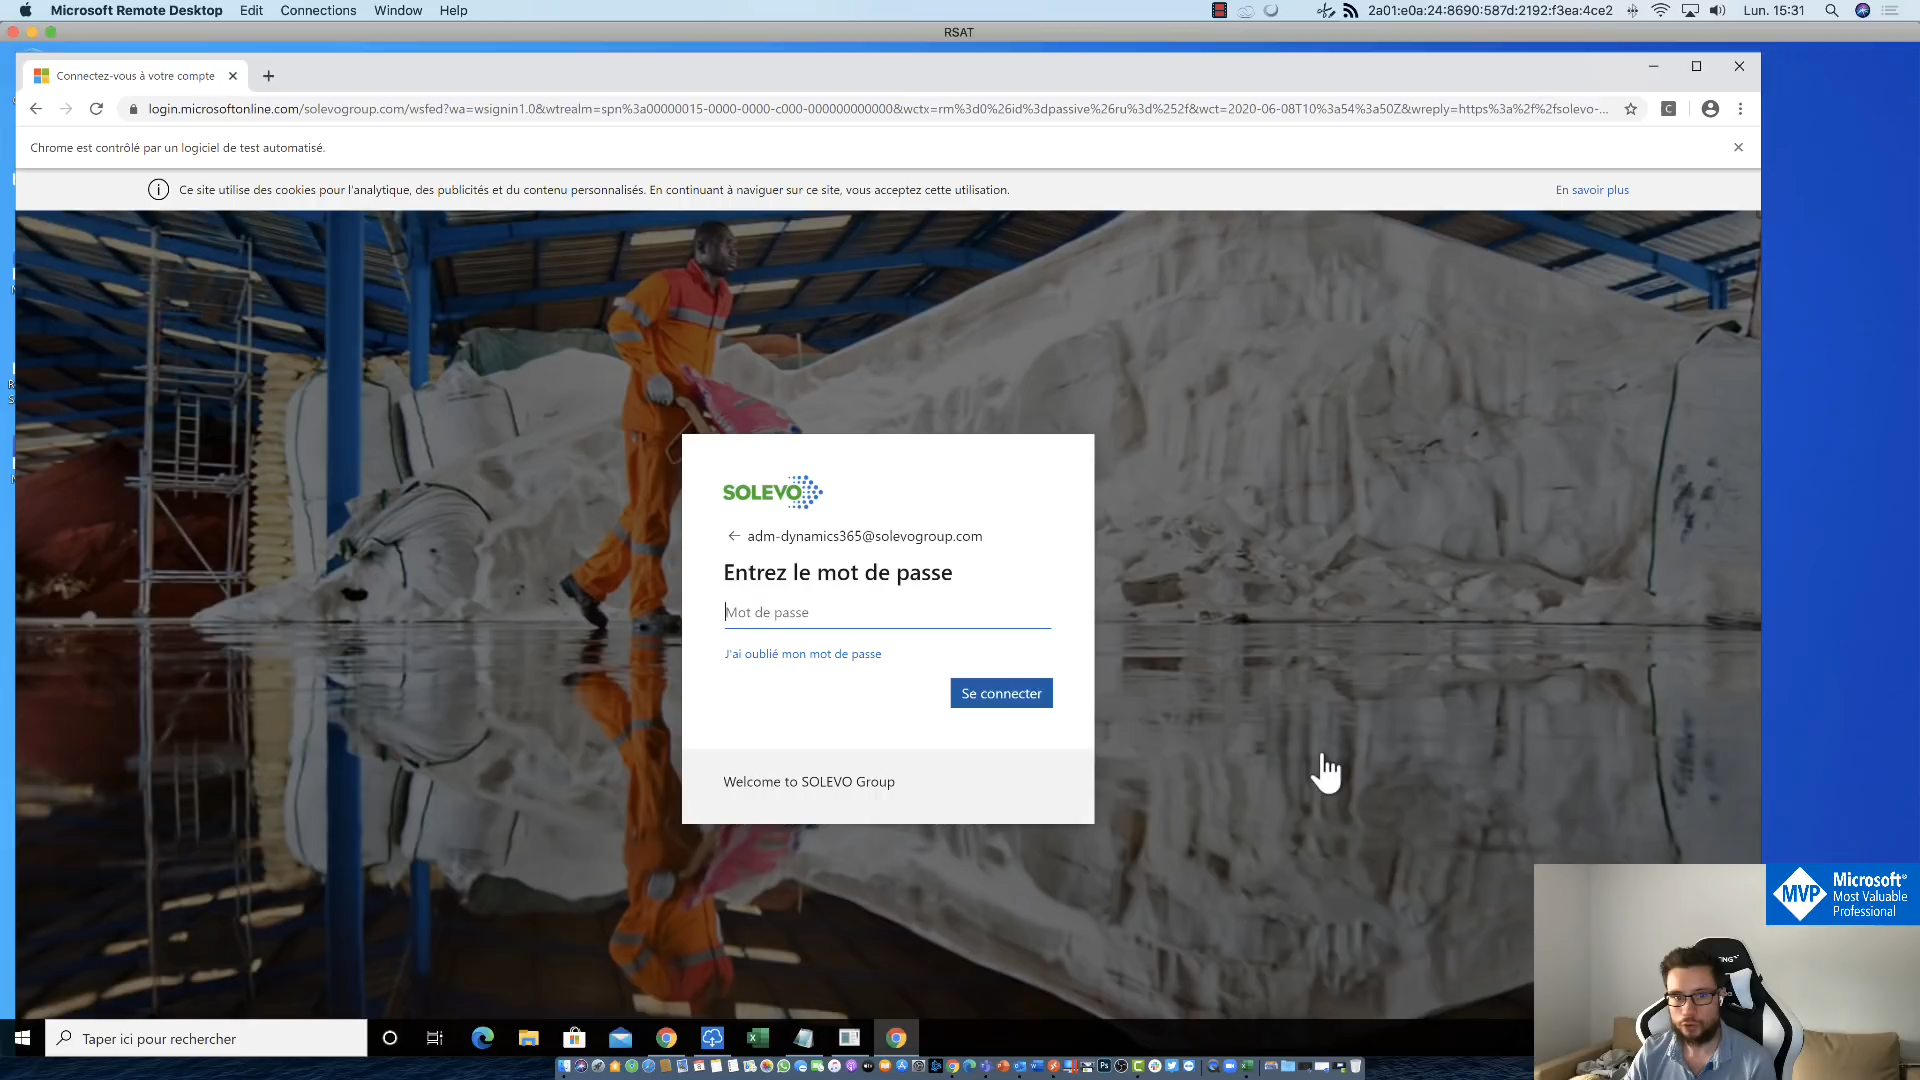 Microsoft Remote Desktop Edit Connections Window Help 2a01:e0a:24:8690:587d:2192:f3ea:4ce2 Lun. 15:31
RSAT
Connectez-vous à votre compte
login.microsoftonline.com/solevogroup.com/wsfed?wa=wsignin1.0&wtrealm=spn%3a00000015-0000-0000-c000-000000000000&wctx=rm%3d0%26id%3dpassive%26ru%3d%252f&wct=2020-06-08T10%3a54%3a50Z&wreply=https%3a%2f%2fsolevo-...
Chrome est contrôlé par un logiciel de test automatisé.
Ce site utilise des cookies pour l'analytique, des publicités et du contenu personnalisés. En continuant à naviguer sur ce site, vous acceptez cette utilisation. En savoir plus
SOLEVO
adm-dynamics365@solevogroup.com
Entrez le mot de passe
Mot de passe
J'ai oublié mon mot de passe
Se connecter
Welcome to SOLEVO Group
MVP Microsoft®
Most Valuable
Professional
Taper ici pour rechercher